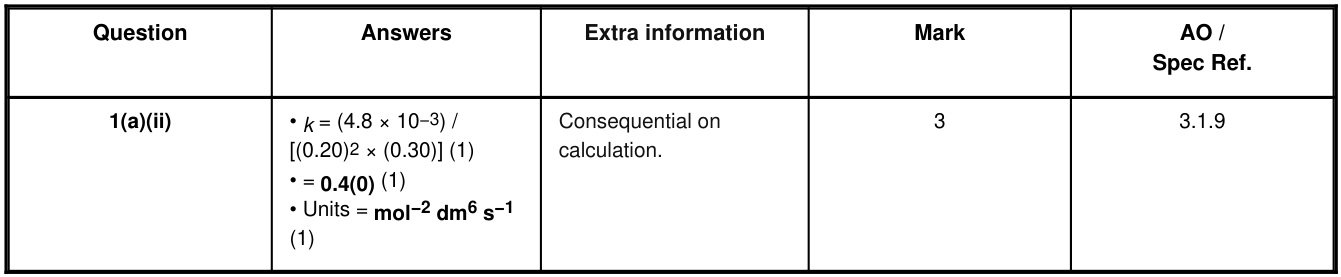 Question Answers Extra information Mark AO /
Spec Ref.
1(a)(ii)
• k = (4.8 × 10⁻³) /
[(0.20)² × (0.30)] (1)
• = 0.4(0) (1)
• Units = mol⁻² dm⁶ s⁻¹
(1)
Consequential on
calculation.
3
3.1.9